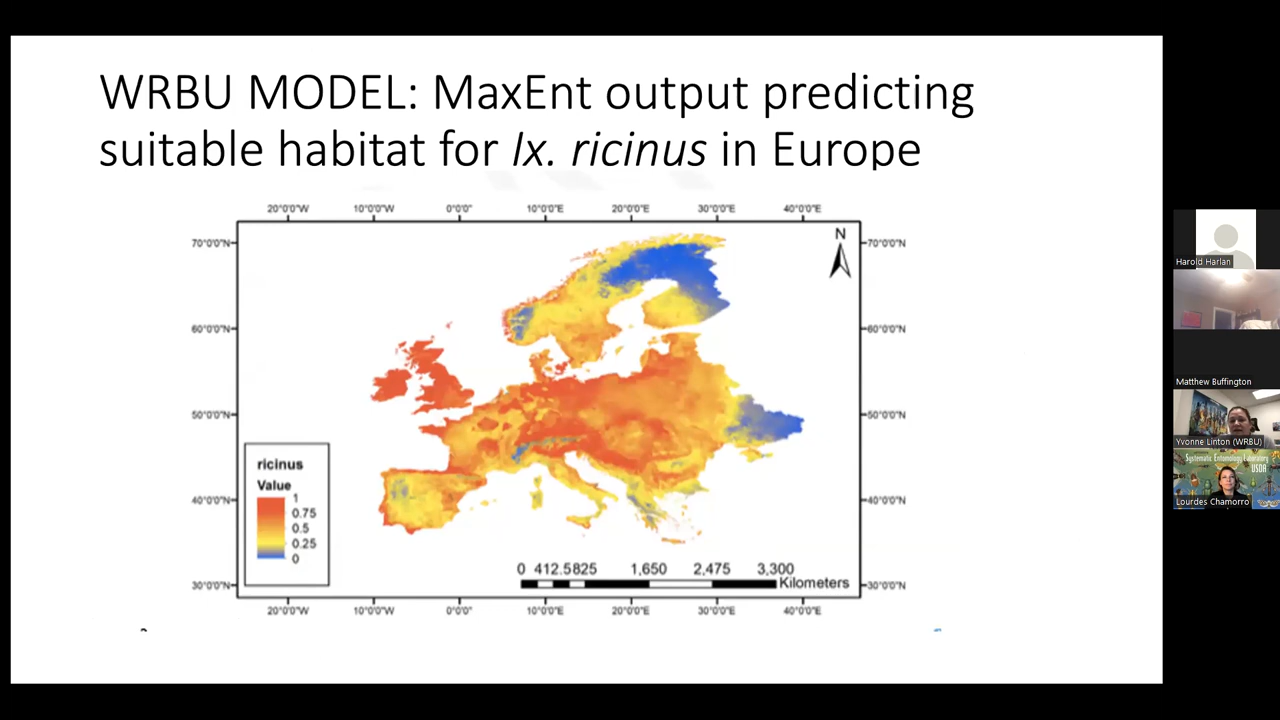 WRBU MODEL: MaxEnt output predicting
suitable habitat for Ix. ricinus in Europe
20°0'0"W 10°0'0"W 0°0'0" 10°0'0"E 20°0'0"E 30°0'0"E 40°0'0"E
N
70°0'0"N 70°0'0"N
60°0'0"N 60°0'0"N
50°0'0"N 50°0'0"N
40°0'0"N 40°0'0"N
30°0'0"N 30°0'0"N
ricinus
Value
1
0.75
0.5
0.25
0
0 412.5825 1,650 2,475 3,300
Kilometers
20°0'0"W 10°0'0"W 0°0'0" 10°0'0"E 20°0'0"E 30°0'0"E 40°0'0"E
Harold Harlan
Matthew Buffington
Yvonne Linton (WRBU)
Systematic Entomology Laboratory
USDA
Lourdes Chamorro